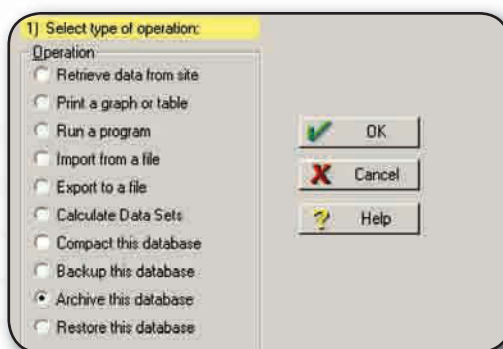 1) Select type of operation:
Operation
Retrieve data from site
Print a graph or table
Run a program
Import from a file
Export to a file
Calculate Data Sets
Compact this database
Backup this database
Archive this database
Restore this database
OK
Cancel
Help